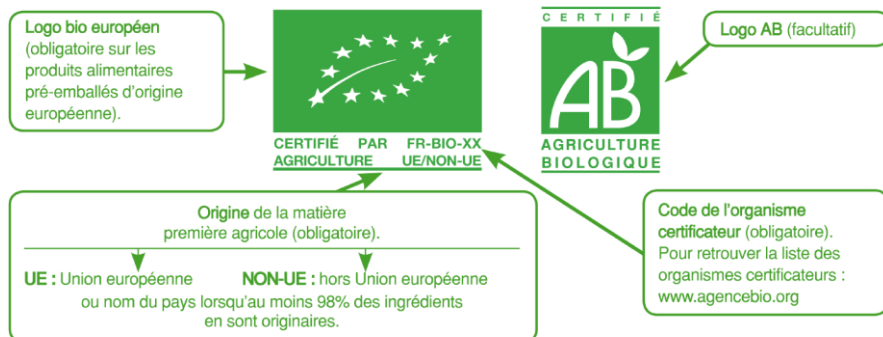 Logo bio européen
(obligatoire sur les
produits alimentaires
pré-emballés d'origine
européenne).
CERTIFIÉ PAR FR-BIO-XX
AGRICULTURE UE/NON-UE
CERTIFIÉ
AB
AGRICULTURE
BIOLOGIQUE
Logo AB (facultatif)
Origine de la matière
première agricole (obligatoire).
UE : Union européenne NON-UE : hors Union européenne
ou nom du pays lorsqu'au moins 98% des ingrédients
en sont originaires.
Code de l'organisme
certificateur (obligatoire).
Pour retrouver la liste des
organismes certificateurs :
www.agencebio.org